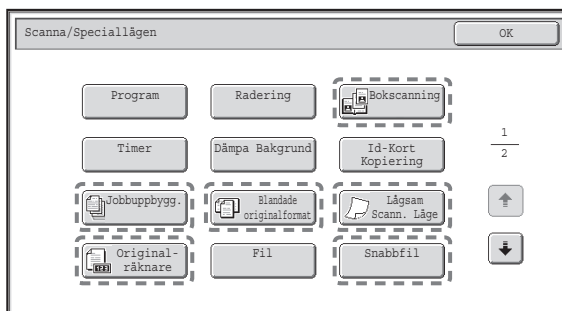 Scanna/Speciallägen
OK
Program
Radering
Bokscanning
Timer
Dämpa Bakgrund
Id-Kort
Kopiering
1
2
Jobbuppbygg.
Blandade
originalformat
Lågsam
Scann. Läge
Original-
räknare
Fil
Snabbfil